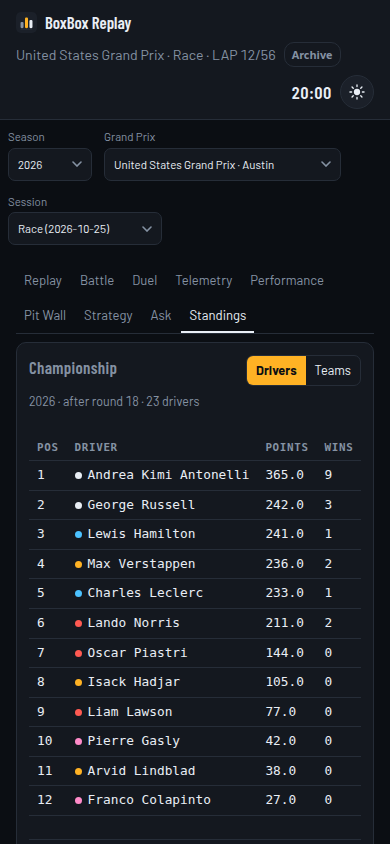 BoxBox Replay
United States Grand Prix · Race · LAP 12/56 Archive
20:00
Season Grand Prix
2026 United States Grand Prix · Austin
Session
Race (2026-10-25)
Replay Battle Duel Telemetry Performance
Pit Wall Strategy Ask Standings
Championship Drivers Teams
2026 · after round 18 · 23 drivers
POS DRIVER POINTS WINS
1 Andrea Kimi Antonelli 365.0 9
2 George Russell 242.0 3
3 Lewis Hamilton 241.0 1
4 Max Verstappen 236.0 2
5 Charles Leclerc 233.0 1
6 Lando Norris 211.0 2
7 Oscar Piastri 144.0 0
8 Isack Hadjar 105.0 0
9 Liam Lawson 77.0 0
10 Pierre Gasly 42.0 0
11 Arvid Lindblad 38.0 0
12 Franco Colapinto 27.0 0